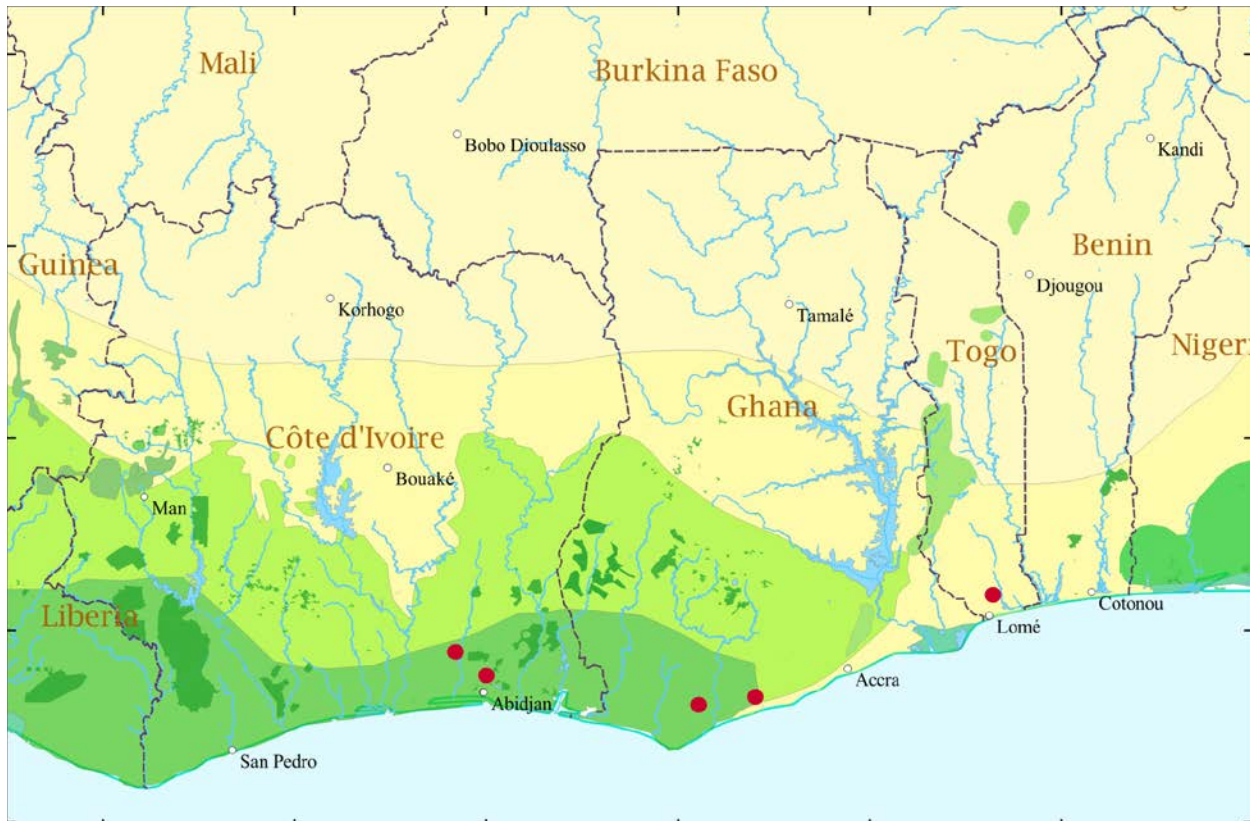 Mali
Burkina Faso
Bobo Dioulasso
Kandi
Guinea
Benin
Djougou
Korhogo
Tamalé
Togo
Nigeri
Ghana
Côte d'Ivoire
Bouaké
Man
Liberia
Cotonou
Lomé
Accra
Abidjan
San Pedro